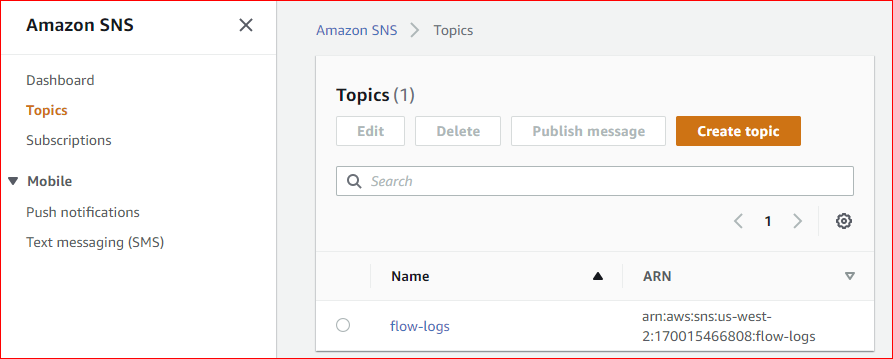 Amazon SNS
Dashboard
Topics
Subscriptions
Mobile
Push notifications
Text messaging (SMS)
Amazon SNS > Topics
Topics (1)
Edit Delete Publish message Create topic
Search
1
Name ARN
flow-logs
arn:aws:sns:us-west-
2:170015466808:flow-logs